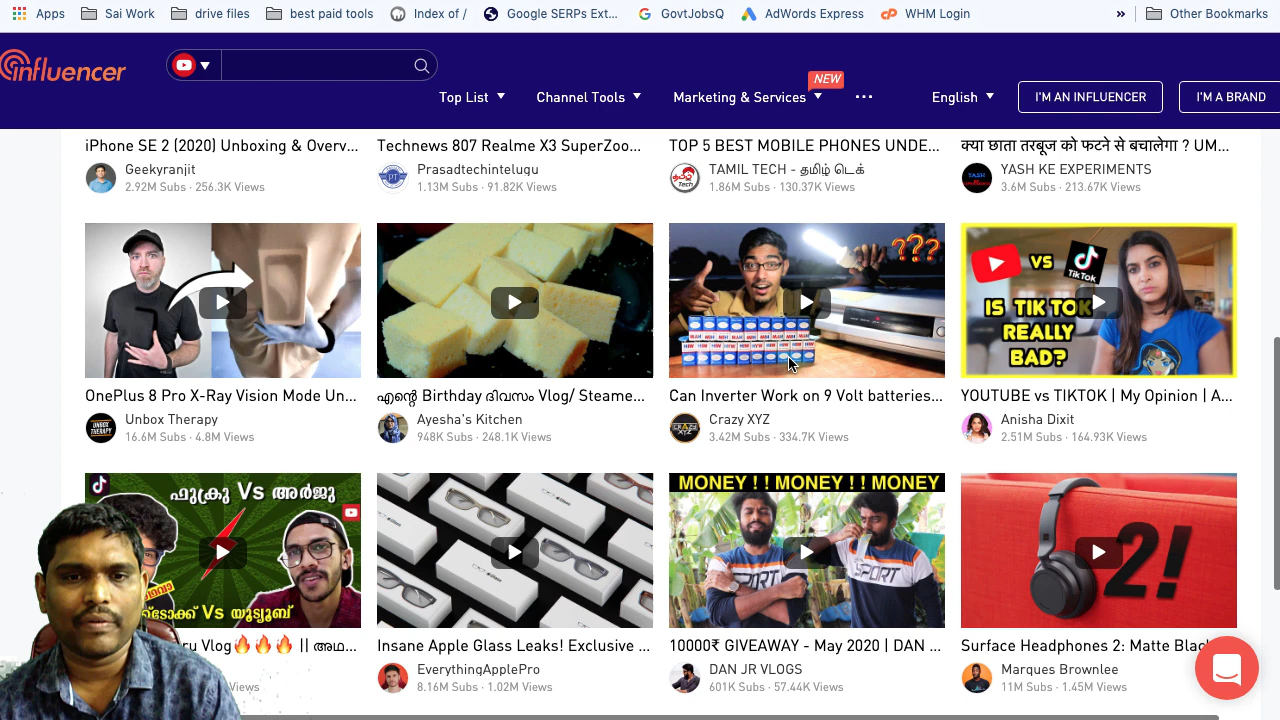 Apps Sai Work drive files best paid tools Index of / Google SERPs Ext... GovtJobsQ AdWords Express WHM Login » Other Bookmarks
influencer
NEW
Top List Channel Tools Marketing & Services ... English I'M AN INFLUENCER I'M A BRAND
iPhone SE 2 (2020) Unboxing & Overv... Technews 807 Realme X3 SuperZoo... TOP 5 BEST MOBILE PHONES UNDE... क्या छाता तरबूज को फटने से बचालेगा ? UM...
Geekyranjit Prasadtechintelugu TAMIL TECH - தமிழ் டெக் YASH KE EXPERIMENTS
2.92M Subs · 256.3K Views 1.13M Subs · 91.82K Views 1.86M Subs · 130.37K Views 3.6M Subs · 213.67K Views
???
VS TikTok
IS TIK TOK
REALLY
BAD?
OnePlus 8 Pro X-Ray Vision Mode Un... എന്റെ Birthday ദിവസം Vlog/ Steame... Can Inverter Work on 9 Volt batteries... YOUTUBE vs TIKTOK | My Opinion | A...
Unbox Therapy Ayesha's Kitchen Crazy XYZ Anisha Dixit
16.6M Subs · 4.8M Views 948K Subs · 248.1K Views 3.42M Subs · 334.7K Views 2.51M Subs · 164.93K Views
ഫുക്രു Vs അർജു MONEY ! ! MONEY ! ! MONEY
SPORT SPORT 2!
Vs യൂട്യൂബ്
ru Vlog🔥🔥🔥 || അഥ... Insane Apple Glass Leaks! Exclusive ... 10000₹ GIVEAWAY - May 2020 | DAN ... Surface Headphones 2: Matte Blac
EverythingApplePro DAN JR VLOGS Marques Brownlee
Views 8.16M Subs · 1.02M Views 601K Subs · 57.44K Views 11M Subs · 1.45M Views